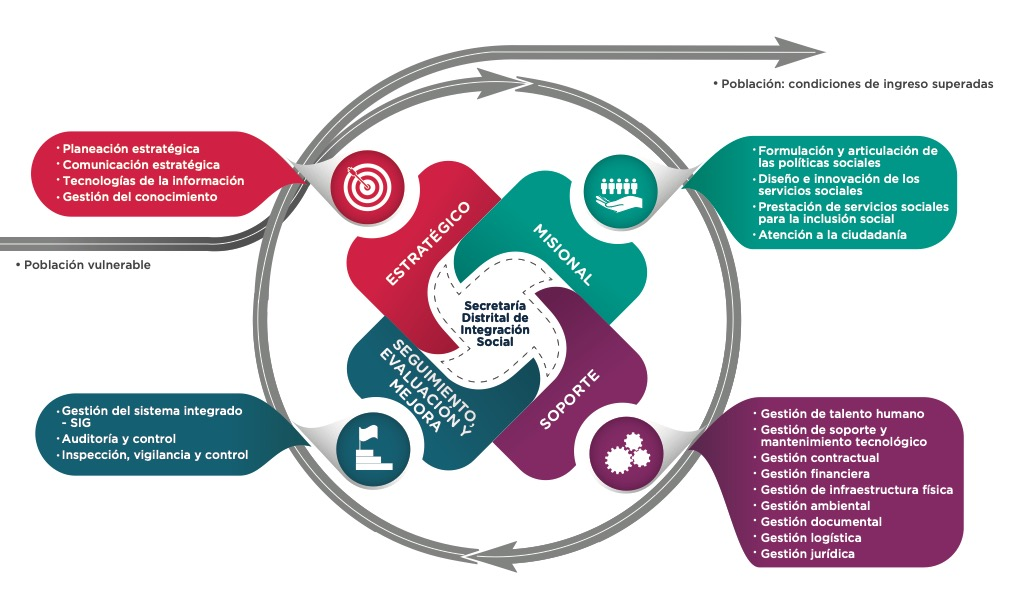 • Población: condiciones de ingreso superadas
• Planeación estratégica
• Comunicación estratégica
• Tecnologías de la Información
• Gestión del conocimiento
• Formulación y articulación de
las políticas sociales
• Diseño e innovación de los
servicios sociales
• Prestación de servicios sociales
para la inclusión social
• Atención a la ciudadanía
• Población vulnerable
ESTRATÉGICO
MISIONAL
Secretaría
Distrital de
Integración
Social
SEGUIMIENTO,
EVALUACIÓN Y
MEJORA
SOPORTE
• Gestión del sistema integrado
- SIG
• Auditoría y control
• Inspección, vigilancia y control
• Gestión de talento humano
• Gestión de soporte y
mantenimiento tecnológico
• Gestión contractual
• Gestión financiera
• Gestión de infraestructura física
• Gestión ambiental
• Gestión documental
• Gestión logística
• Gestión jurídica